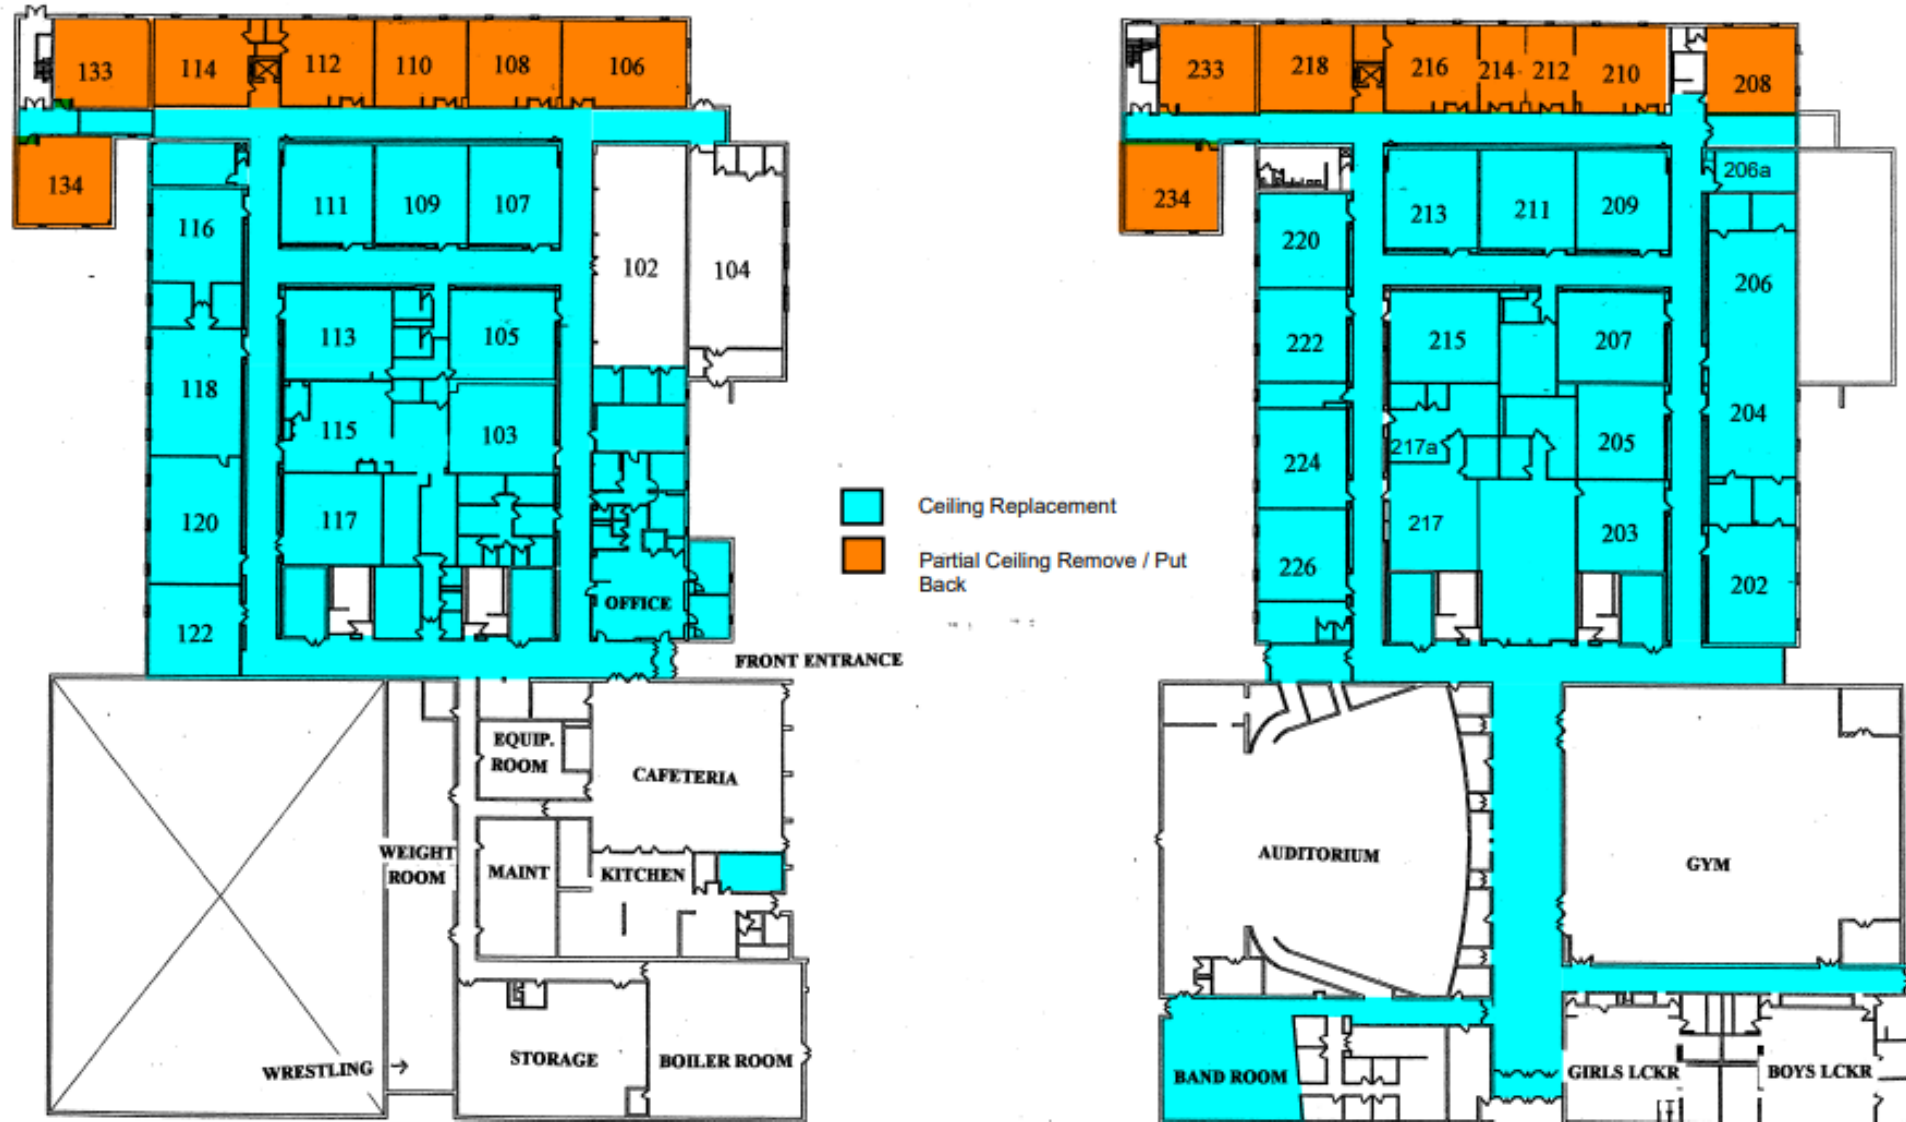 133
114
112
110
108
106
134
111
109
107
116
102
104
113
105
118
115
103
120
117
122
OFFICE
FRONT ENTRANCE
EQUIP.
ROOM
CAFETERIA
WEIGHT
ROOM
MAINT
KITCHEN
WRESTLING
STORAGE
BOILER ROOM
Ceiling Replacement
Partial Ceiling Remove / Put
Back
233
218
216
214
212
210
208
234
213
211
209
206a
220
206
222
215
207
204
224
217a
205
217
203
226
202
AUDITORIUM
GYM
BAND ROOM
GIRLS LCKR
BOYS LCKR